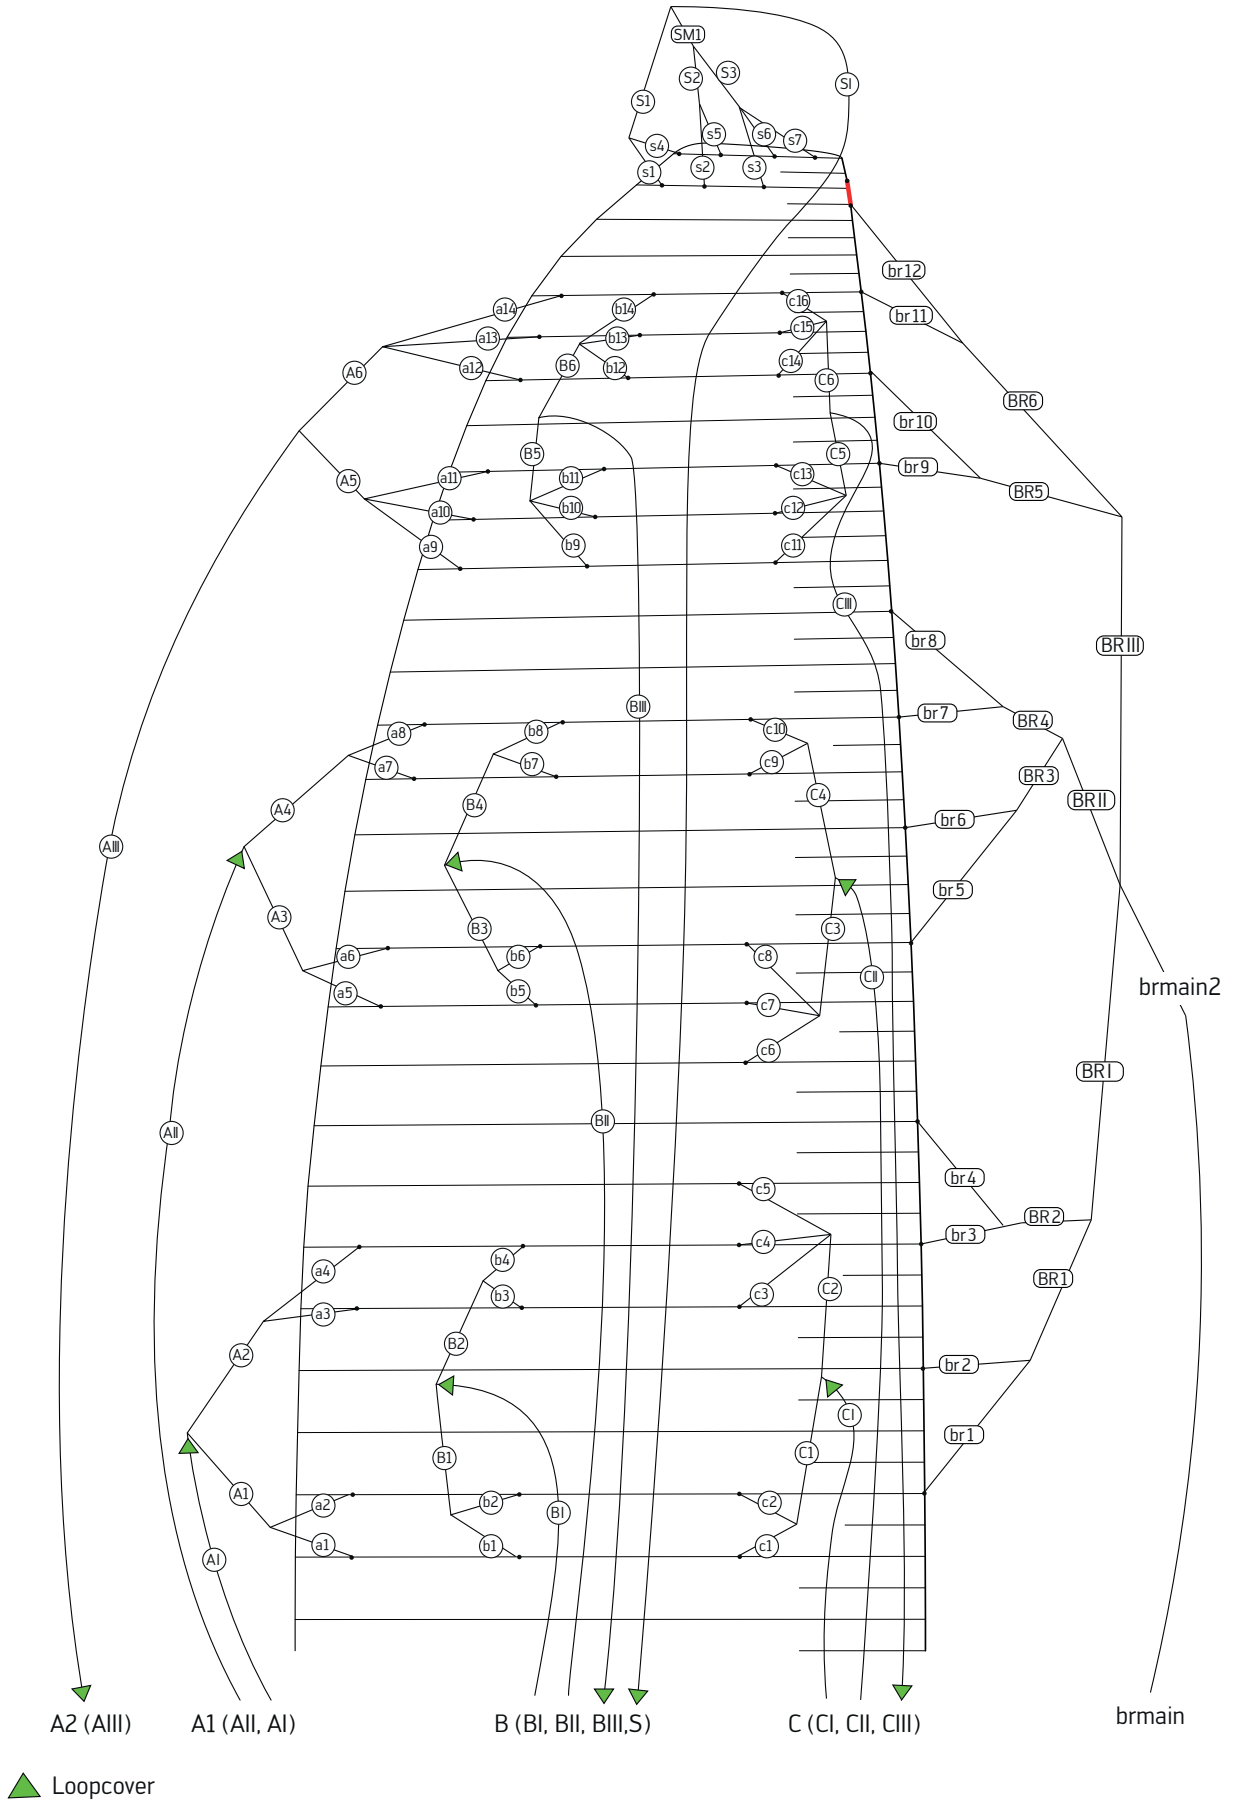 SM1
S3
S2
SI
S1
s5
s6
s7
s4
s2
s3
s1
br12
c16
a14
b14
br11
c15
a13
b13
c14
B6
b12
a12
A6
C6
BR6
br10
B5
C5
br9
c13
a11
b11
A5
BR5
c12
b10
a10
c11
b9
a9
CIII
br8
BRIII
BIII
br7
BR4
c10
b8
a8
c9
b7
a7
BR3
C4
BRII
B4
A4
br6
AIII
br5
A3
B3
C3
c8
b6
a6
CII
brmain2
b5
a5
c7
c6
BRI
BII
AII
br4
c5
BR2
br3
c4
b4
a4
BR1
C2
c3
b3
a3
B2
A2
br2
CI
br1
C1
B1
A1
b2
c2
a2
BI
b1
c1
a1
AI
brmain
A2 (AIII) A1 (AII, AI) B (BI, BII, BIII,S) C (CI, CII, CIII)
Loopcover